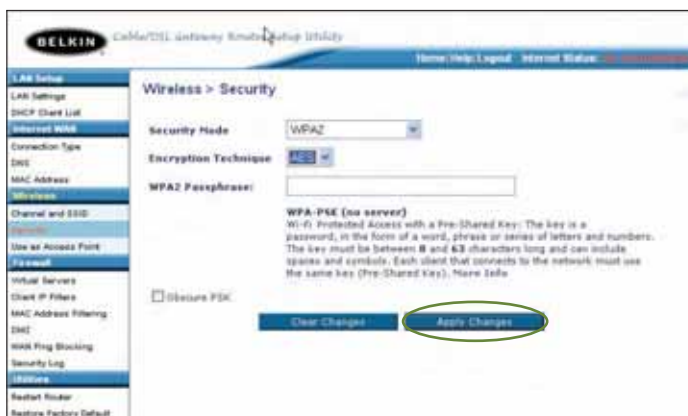 BELKIN
Cable/DSL Gateway Router Setup Utility
Home|Help|Logout Internet Status:
LAN Setup
LAN Settings
DHCP Client List
Internet WAN
Connection Type
DNS
MAC Address
Wireless
Channel and SSID
Security
Use as Access Point
Firewall
Virtual Servers
Client IP Filters
MAC Address Filtering
DMZ
WAN Ping Blocking
Security Log
Utilities
Restart Router
Restore Factory Default
Wireless > Security
Security Mode WPA2
Encryption Technique AES
WPA2 Passphrase:
WPA-PSK (no server)
Wi-Fi Protected Access with a Pre-Shared Key: The key is a
password, in the form of a word, phrase or series of letters and numbers.
The key must be between 8 and 63 characters long and can include
spaces and symbols. Each client that connects to the network must use
the same key (Pre-Shared Key). More Info
Obscure PSK
Clear Changes Apply Changes